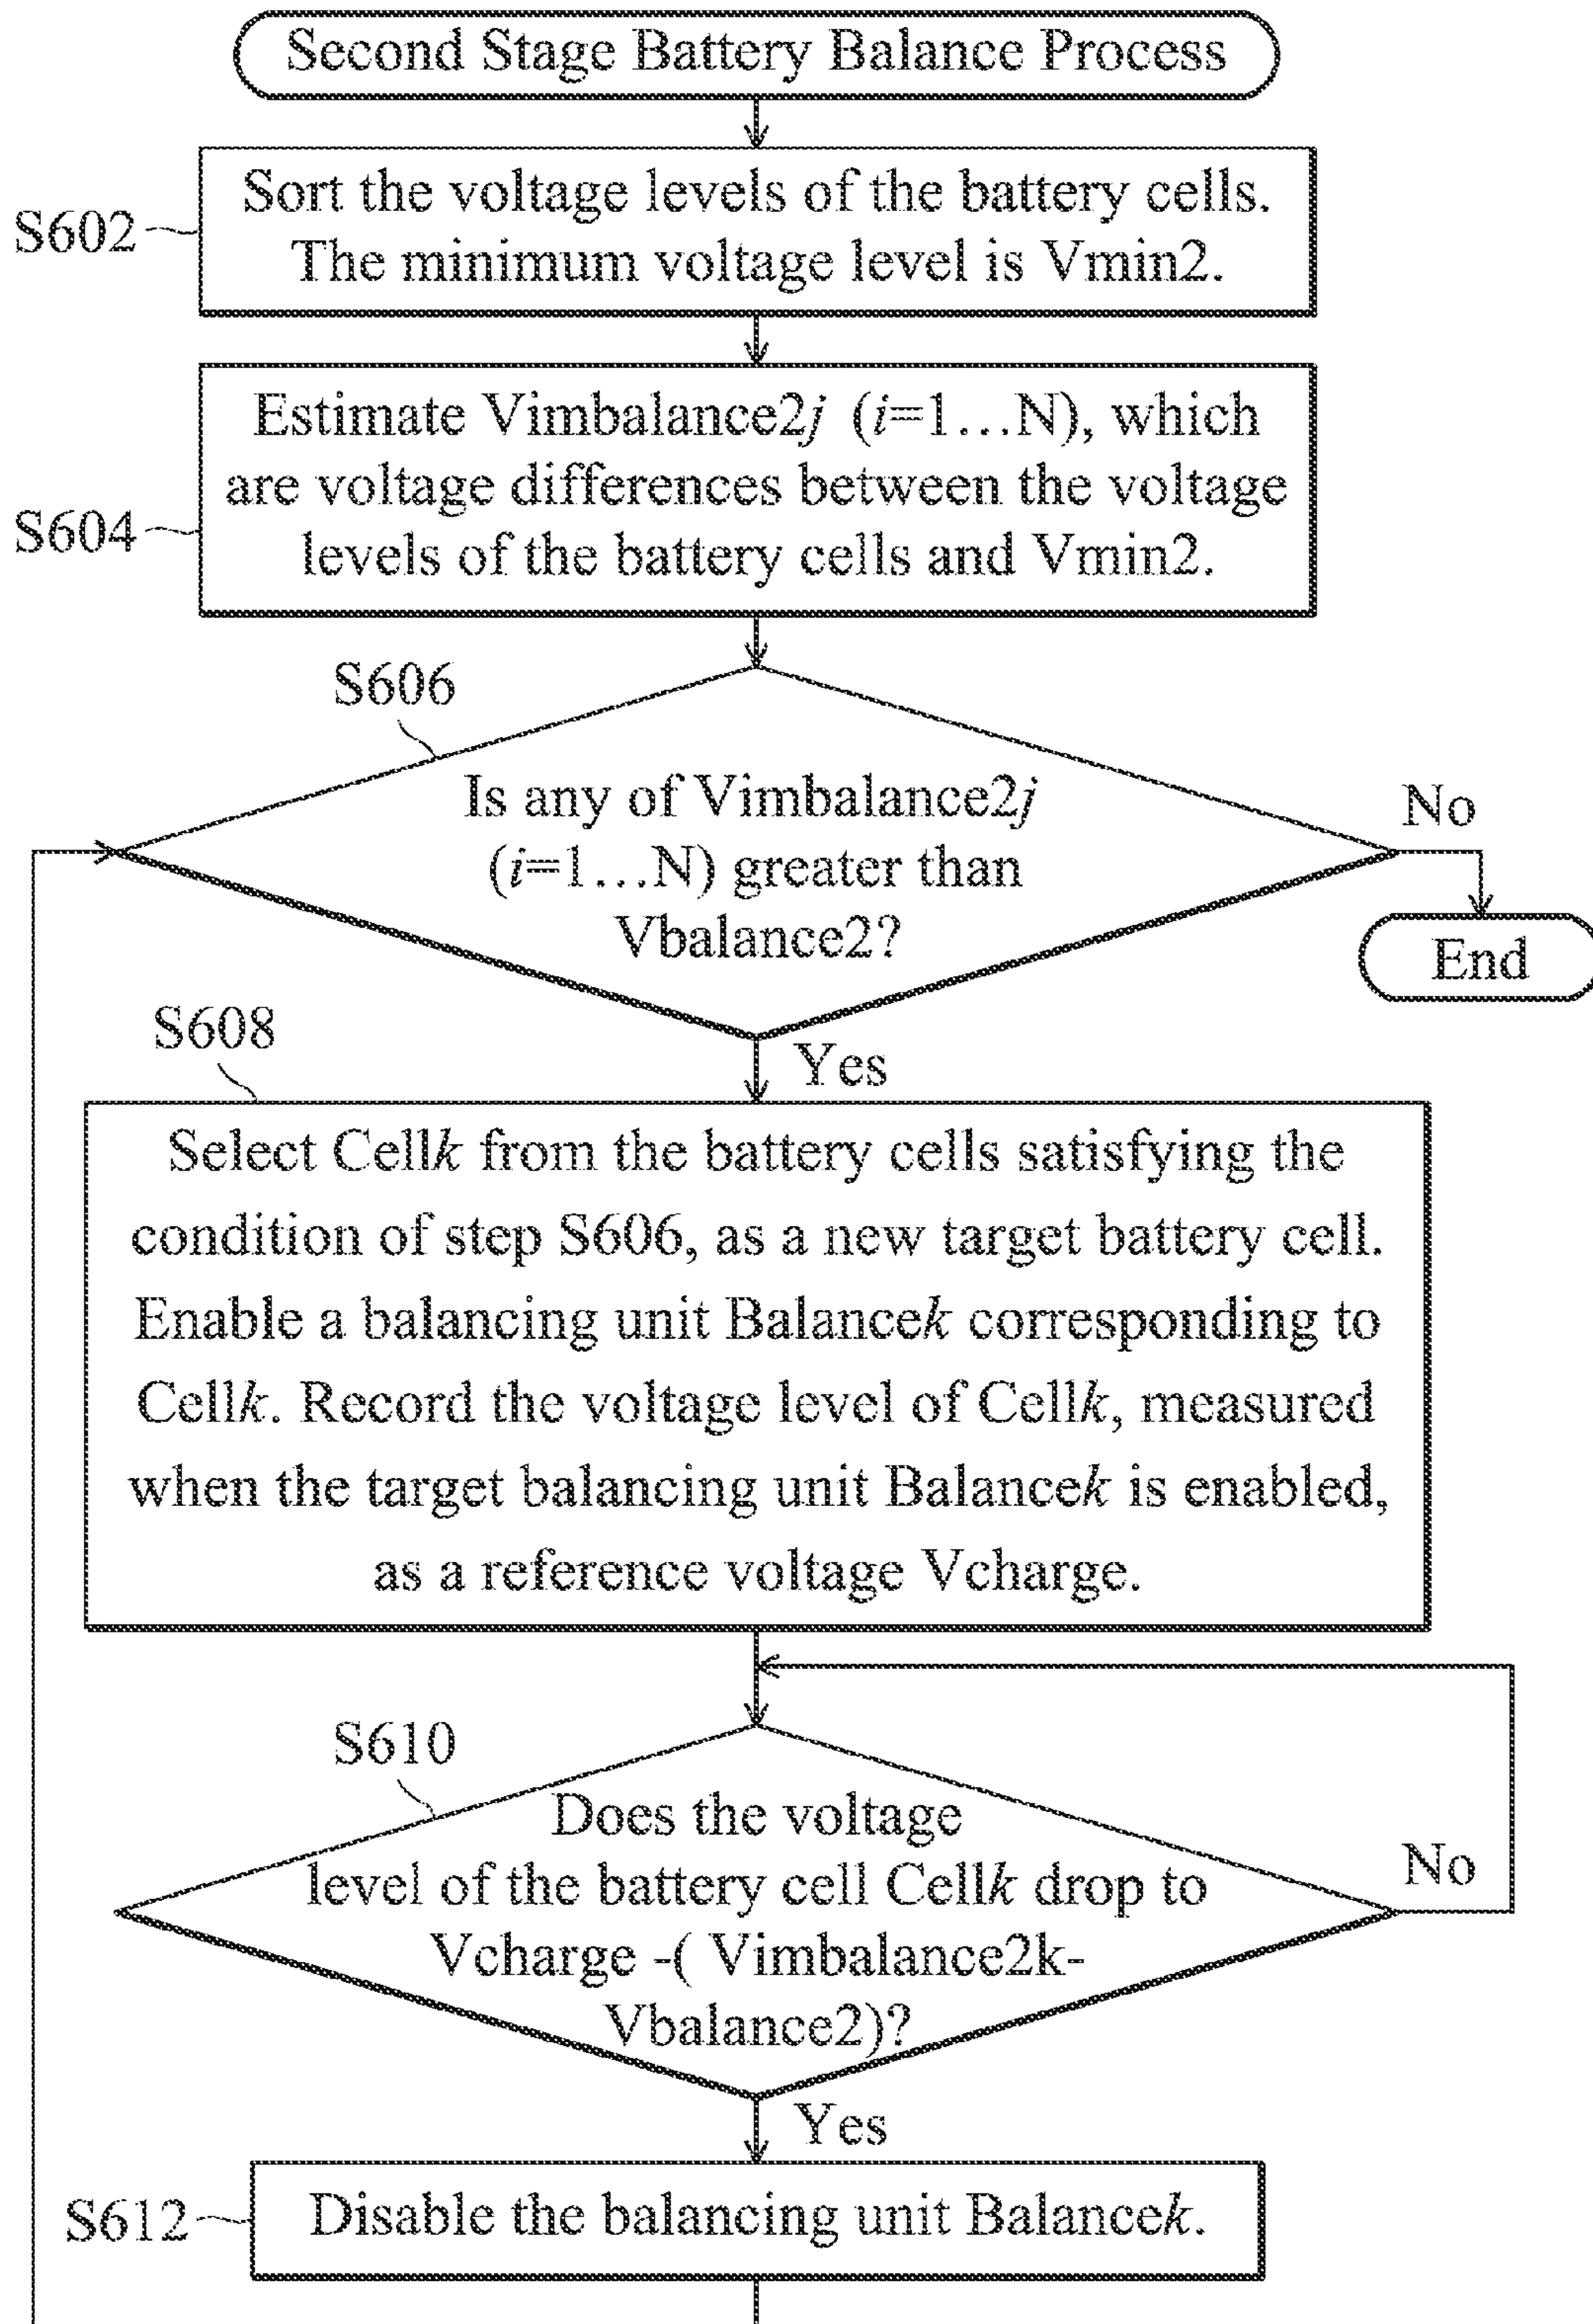 Second Stage Battery Balance Process
S602
Sort the voltage levels of the battery cells.
The minimum voltage level is Vmin2.
S604
Estimate Vimbalance2j (i=1...N), which
are voltage differences between the voltage
levels of the battery cells and Vmin2.
S606
Is any of Vimbalance2j
(i=1...N) greater than
Vbalance2?
No
End
Yes
S608
Select Cellk from the battery cells satisfying the
condition of step S606, as a new target battery cell.
Enable a balancing unit Balancek corresponding to
Cellk. Record the voltage level of Cellk, measured
when the target balancing unit Balancek is enabled,
as a reference voltage Vcharge.
S610
Does the voltage
level of the battery cell Cellk drop to
Vcharge -( Vimbalance2k-
Vbalance2)?
No
Yes
S612
Disable the balancing unit Balancek.